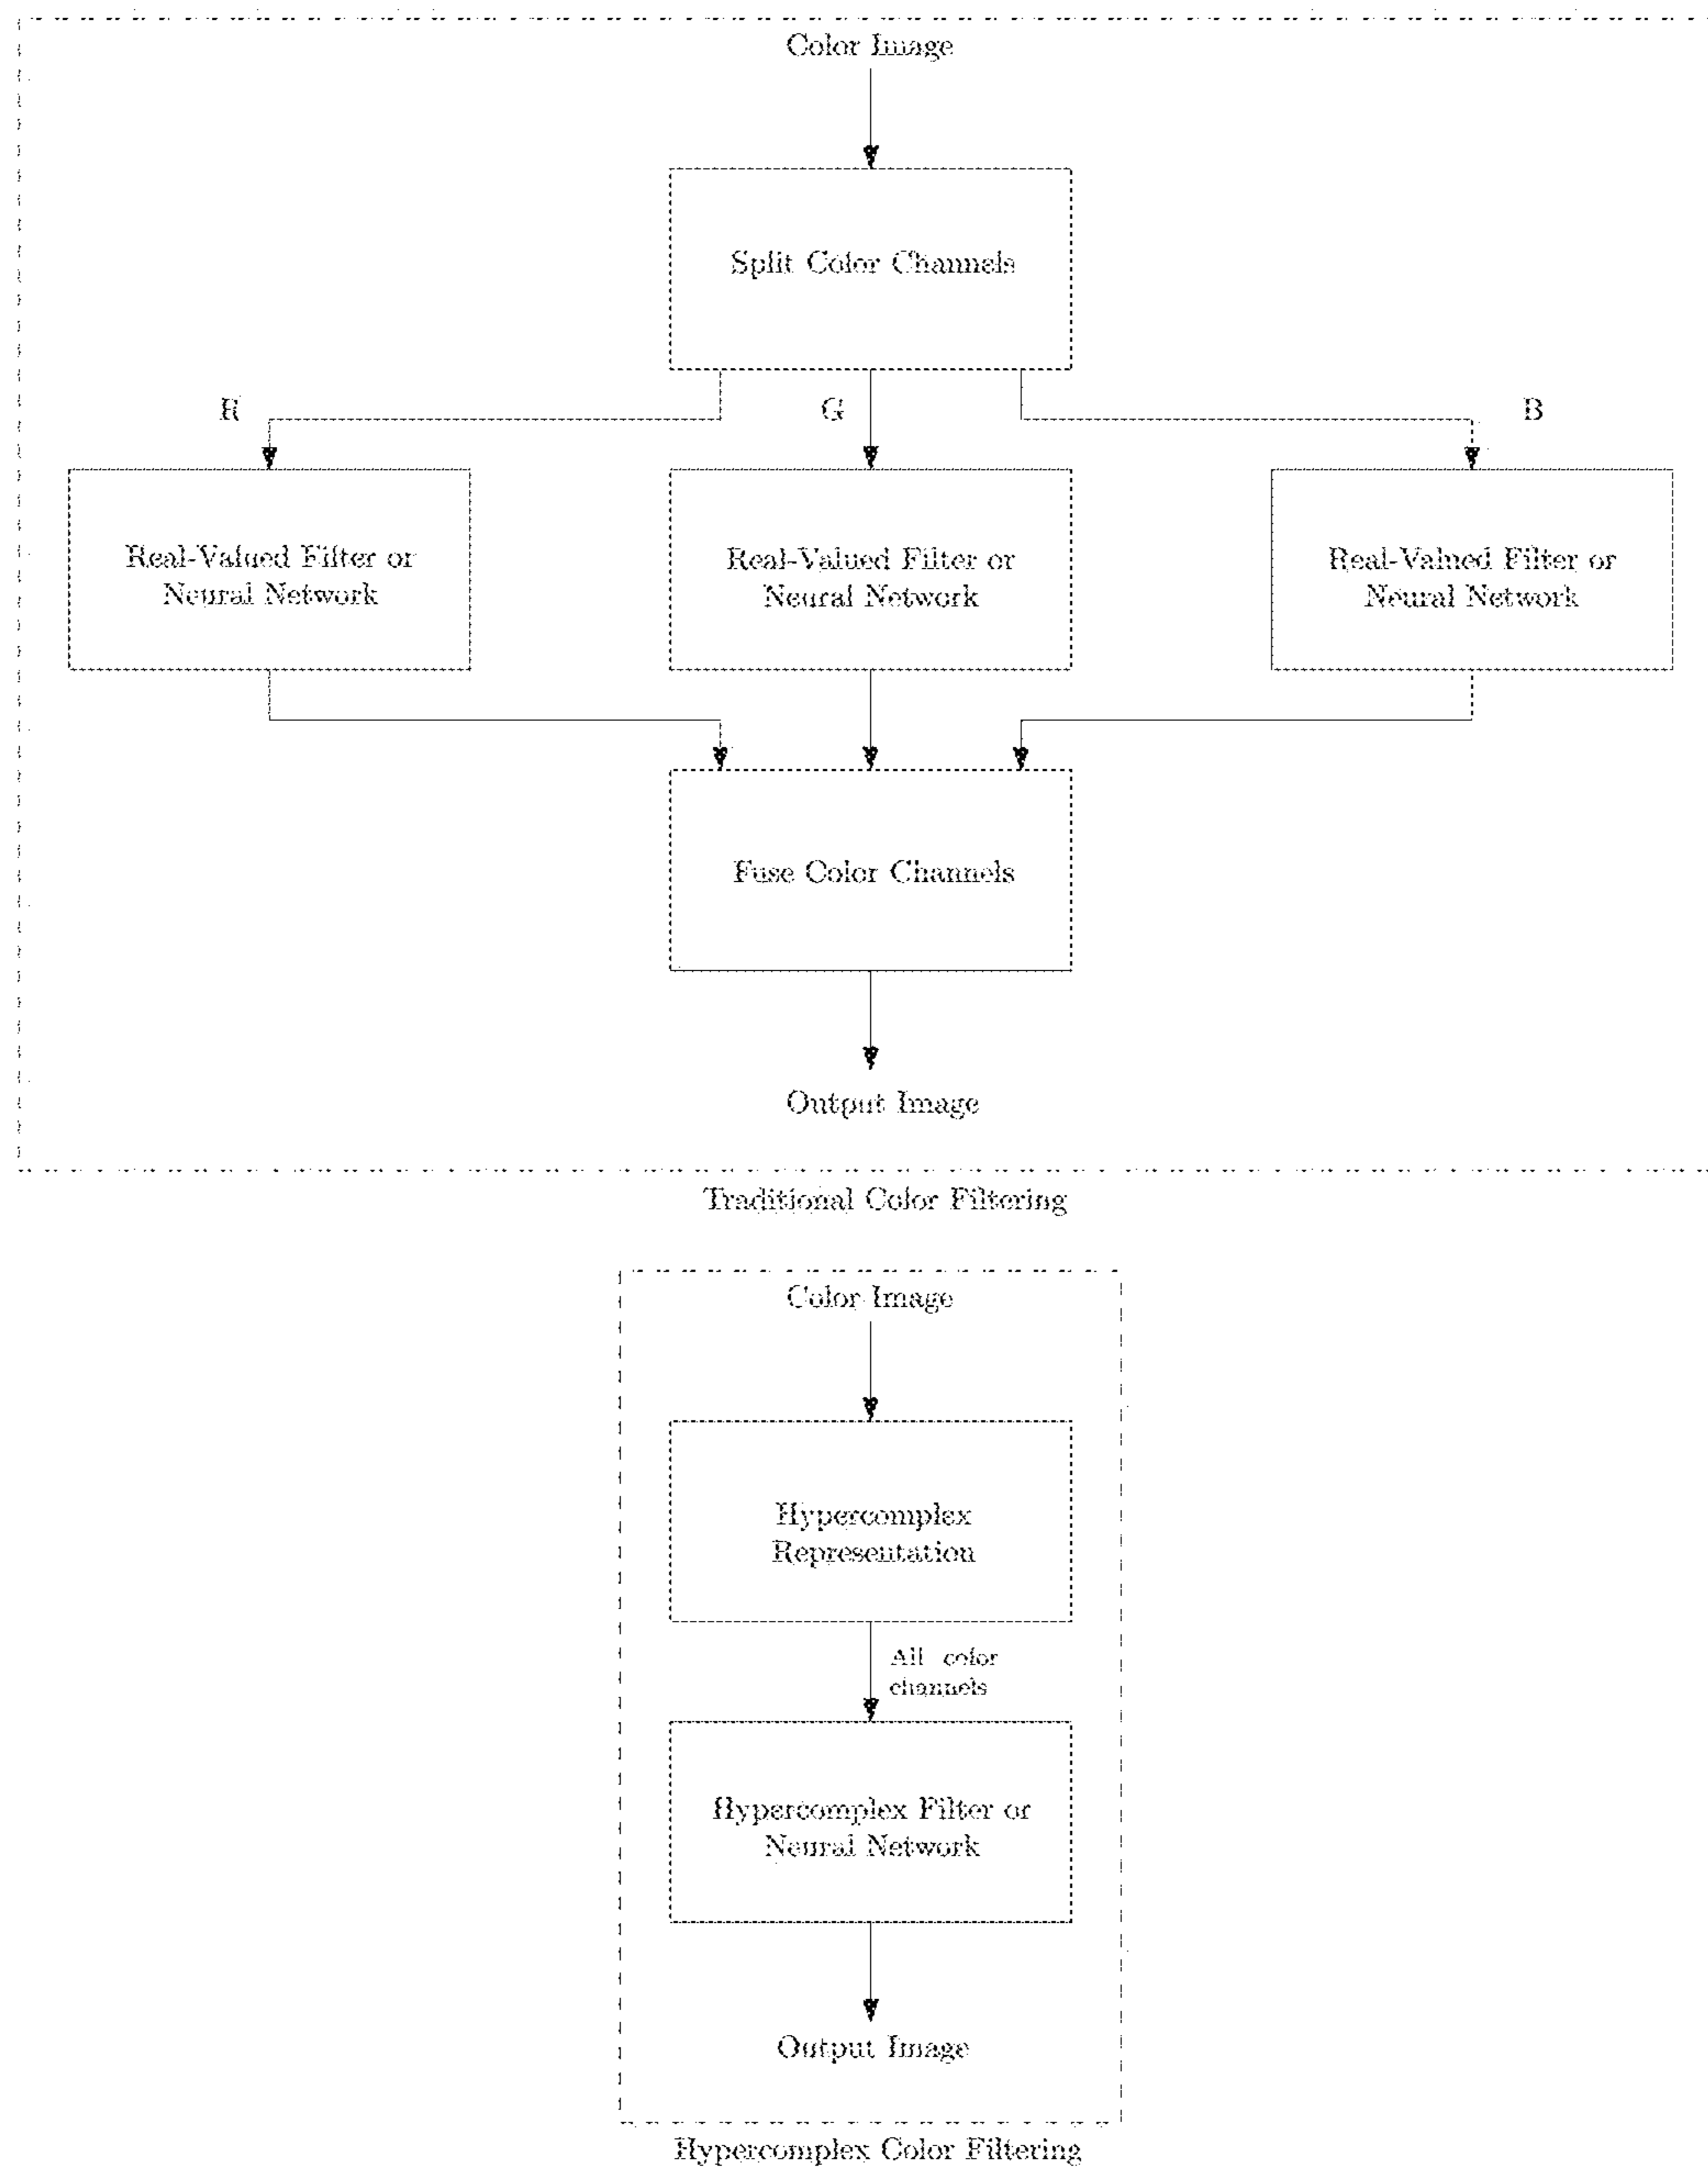 Color Image
Split Color Channels
R
G
B
Real-Valued Filter or
Neural Network
Real-Valued Filter or
Neural Network
Real-Valued Filter or
Neural Network
Fuse Color Channels
Output Image
Traditional Color Filtering
Color Image
Hypercomplex
Representation
All color
channels
Hypercomplex Filter or
Neural Network
Output Image
Hypercomplex Color Filtering